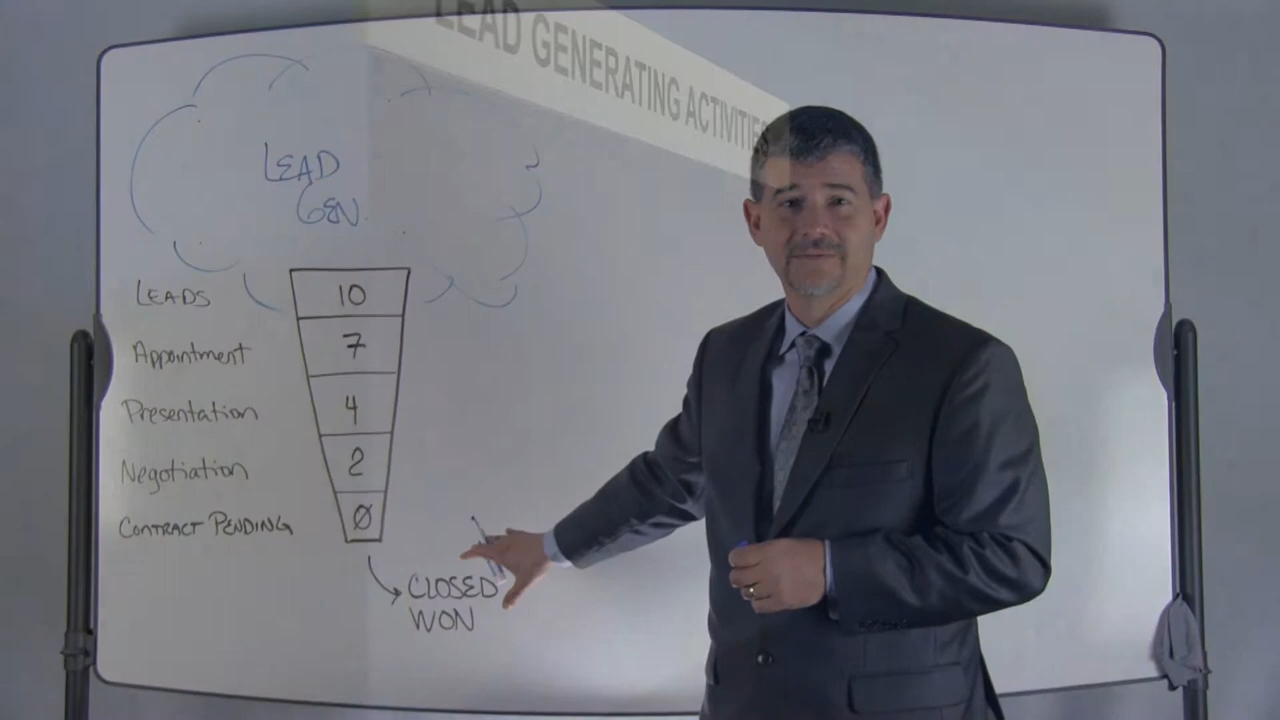 LEAD GENERATING ACTIVITIES
LEAD
GEN.
LEADS 10
Appointment 7
Presentation 4
Negotiation 2
CONTRACT PENDING Ø
CLOSED
WON